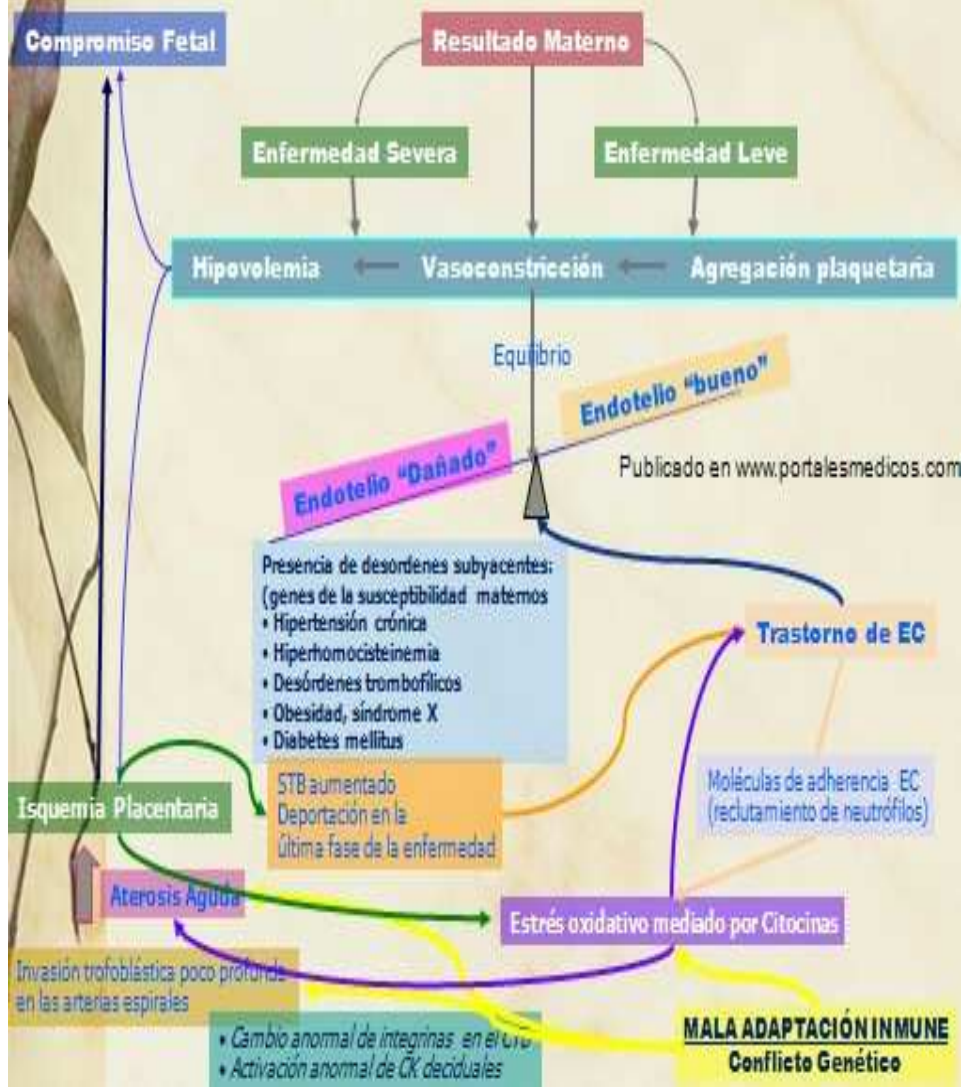 Compromiso Fetal
Resultado Materno
Enfermedad Severa
Enfermedad Leve
Hipovolemia
Vasoconstricción
Agregación plaquetaria
Equilibrio
Endotelio "bueno"
Endotelio "Dañado"
Publicado en www.portalesmedicos.com
Presencia de desordenes subyacentes:
(genes de la susceptibilidad maternos
• Hipertensión crónica
• Hiperhomocisteinemia
• Desórdenes trombofílicos
• Obesidad, síndrome X
• Diabetes mellitus
Trastorno de EC
STB aumentado
Deportación en la
última fase de la enfermedad
Moléculas de adherencia EC
(reclutamiento de neutrófilos)
Isquemia Placentaria
Aterosis Aguda
Estrés oxidativo mediado por Citocinas
Invasión trofoblástica poco profunda
en las arterias espirales
• Cambio anormal de integrinas en el CTB
• Activación anormal de CK deciduales
MALA ADAPTACIÓN INMUNE
Conflicto Genético